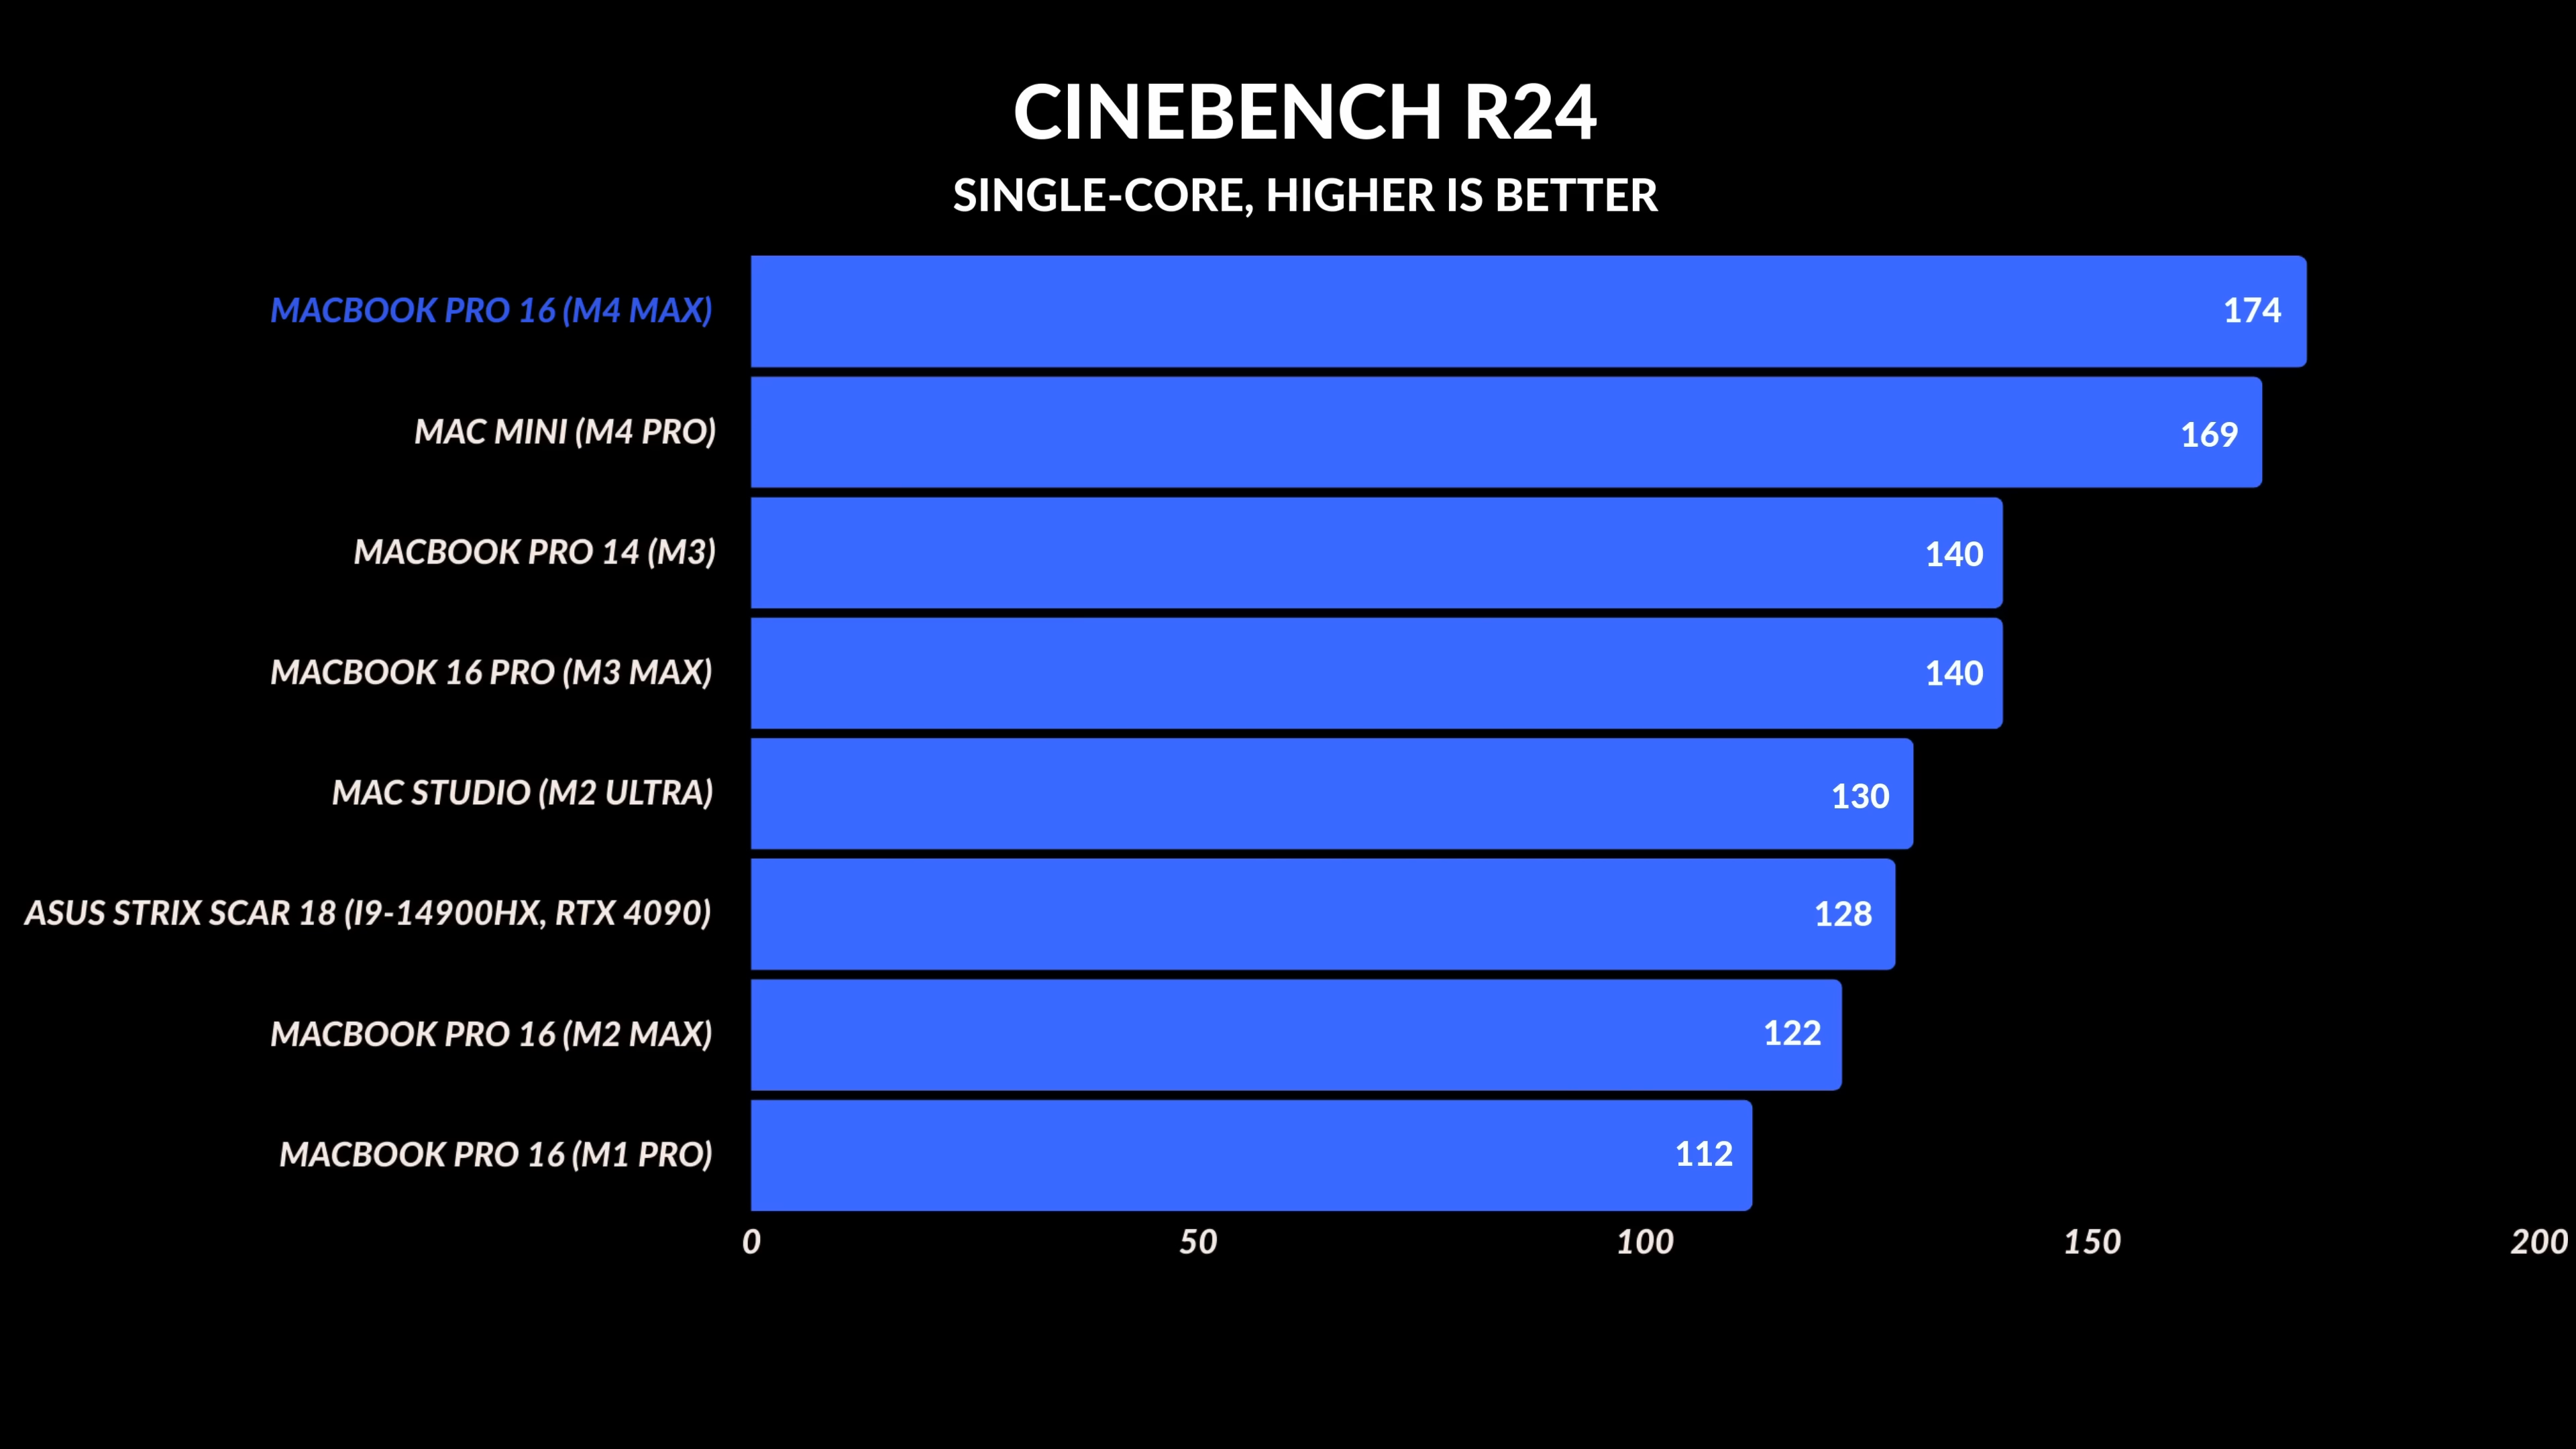 CINEBENCH R24
SINGLE-CORE, HIGHER IS BETTER
MACBOOK PRO 16 (M4 MAX) 174
MAC MINI (M4 PRO) 169
MACBOOK PRO 14 (M3) 140
MACBOOK 16 PRO (M3 MAX) 140
MAC STUDIO (M2 ULTRA) 130
ASUS STRIX SCAR 18 (I9-14900HX, RTX 4090) 128
MACBOOK PRO 16 (M2 MAX) 122
MACBOOK PRO 16 (M1 PRO) 112
0 50 100 150 200